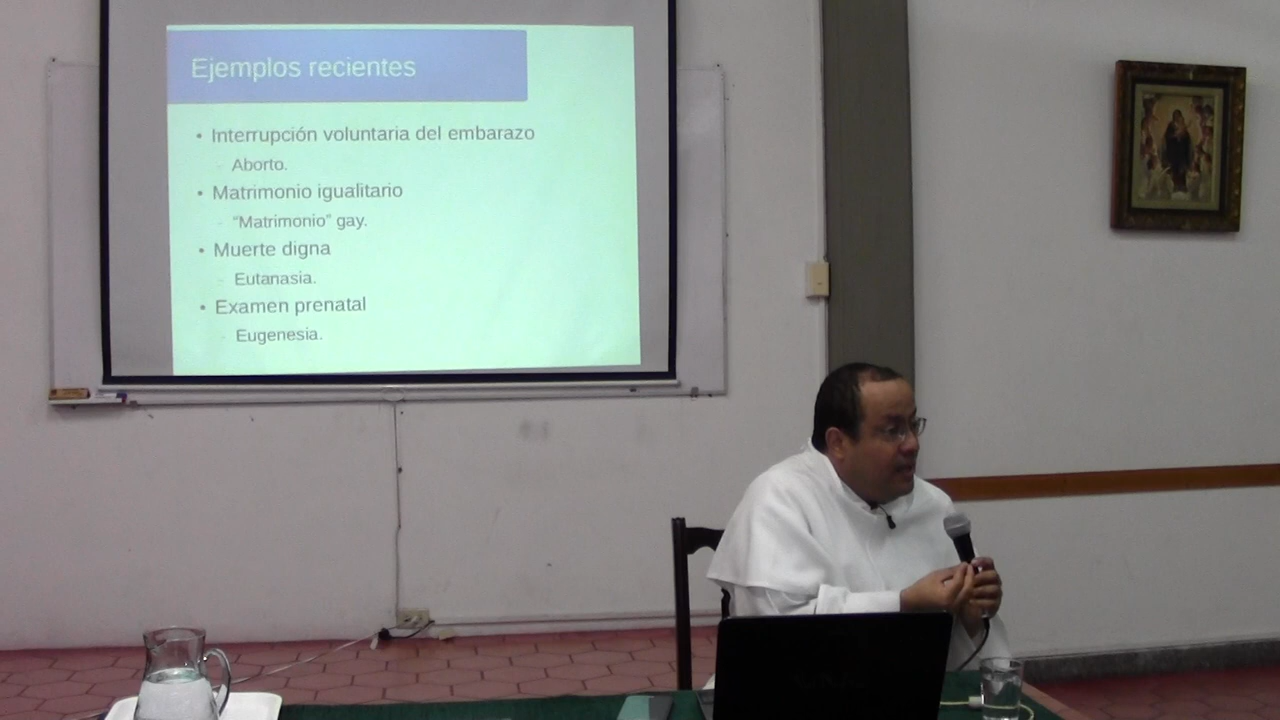 Ejemplos recientes
• Interrupción voluntaria del embarazo
- Aborto.
• Matrimonio igualitario
- “Matrimonio” gay.
• Muerte digna
- Eutanasia.
• Examen prenatal
- Eugenesia.